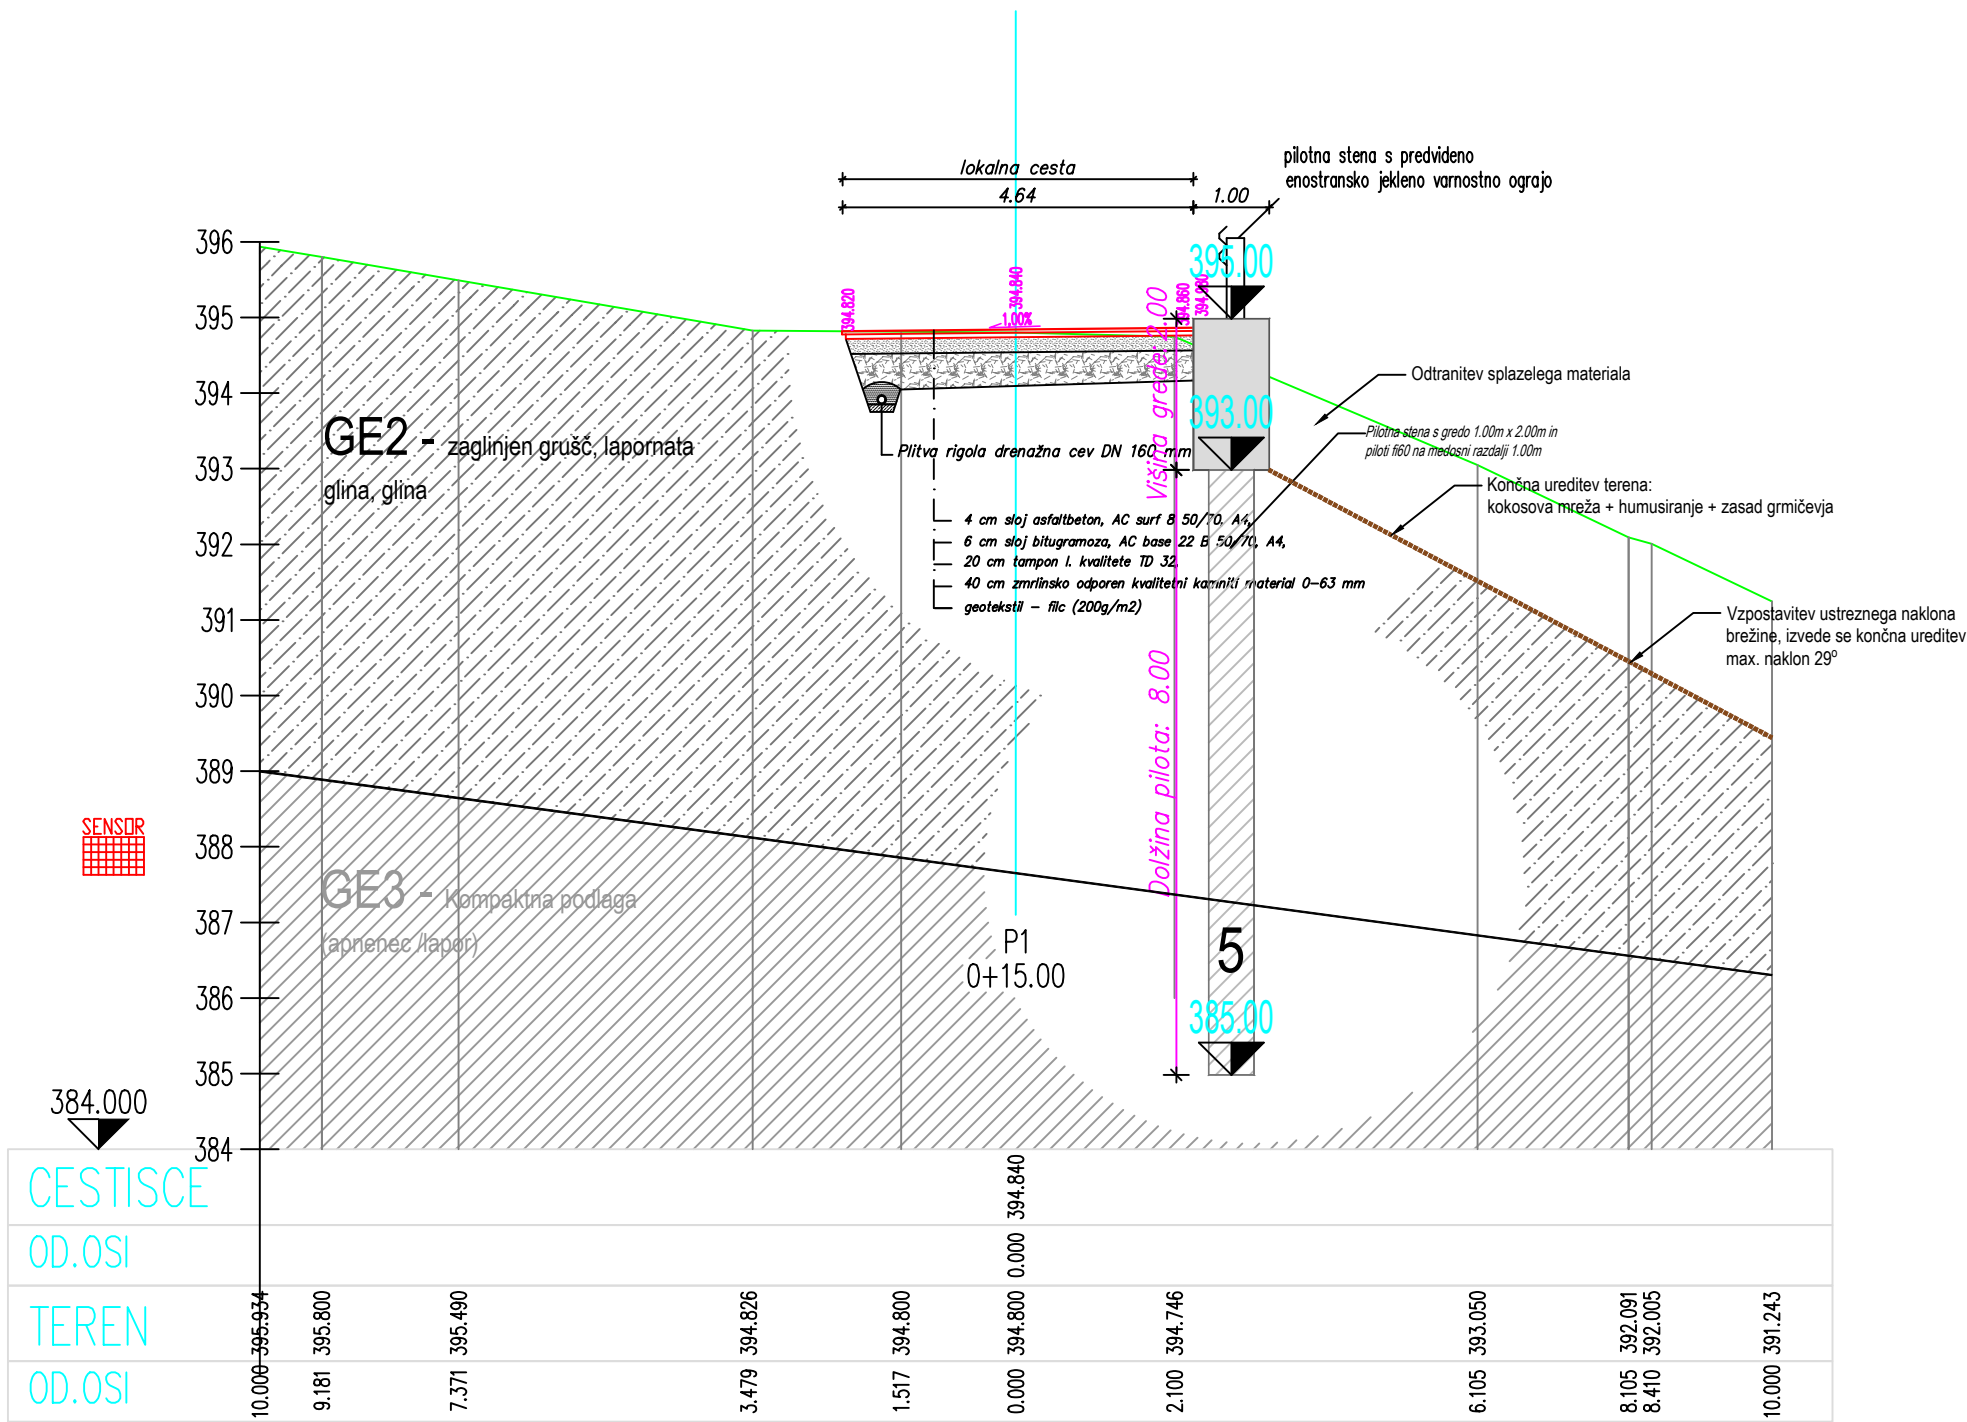 pilotna stena s predvideno
enostransko jekleno varnostno ograjo
lokalna cesta
4.64
1.00
396
395
394
393
392
391
390
389
388
387
386
385
384
395.00
394.820
394.840
1.00%
394.860
Višina grede: 2.00
393.00
Odtranitev splazelega materiala
Pilotna stena s gredo 1.00m x 2.00m in
piloti fi60 na medosni razdalji 1.00m
GE2 - zaglinjen grušč, lapornata
glina, glina
Plitva rigola drenažna cev DN 160 mm
Končna ureditev terena:
kokosova mreža + humusiranje + zasad grmičevja
4 cm sloj asfaltbeton, AC surf 8 50/70, A4,
6 cm sloj bitugramoza, AC base 22 B 50/70, A4,
20 cm tampon I. kvalitete TD 32,
40 cm zmrlinsko odporen kvalitetni kamniti material 0-63 mm
geotekstil - filc (200g/m2)
Vzpostavitev ustreznega naklona
brežine, izvede se končna ureditev
max. naklon 29°
Dolžina pilota: 8.00
SENSOR
GE3 - Kompaktna podlaga
(apnenec /lapor)
P1
0+15.00
5
385.00
384.000
CESTISCE
394.840
OD.OSI
0.000
TEREN
395.934 395.800 395.490 394.826 394.800 394.800 394.746 393.050 392.091 392.005 391.243
OD.OSI
10.000 9.181 7.371 3.479 1.517 0.000 2.100 6.105 8.105 8.410 10.000